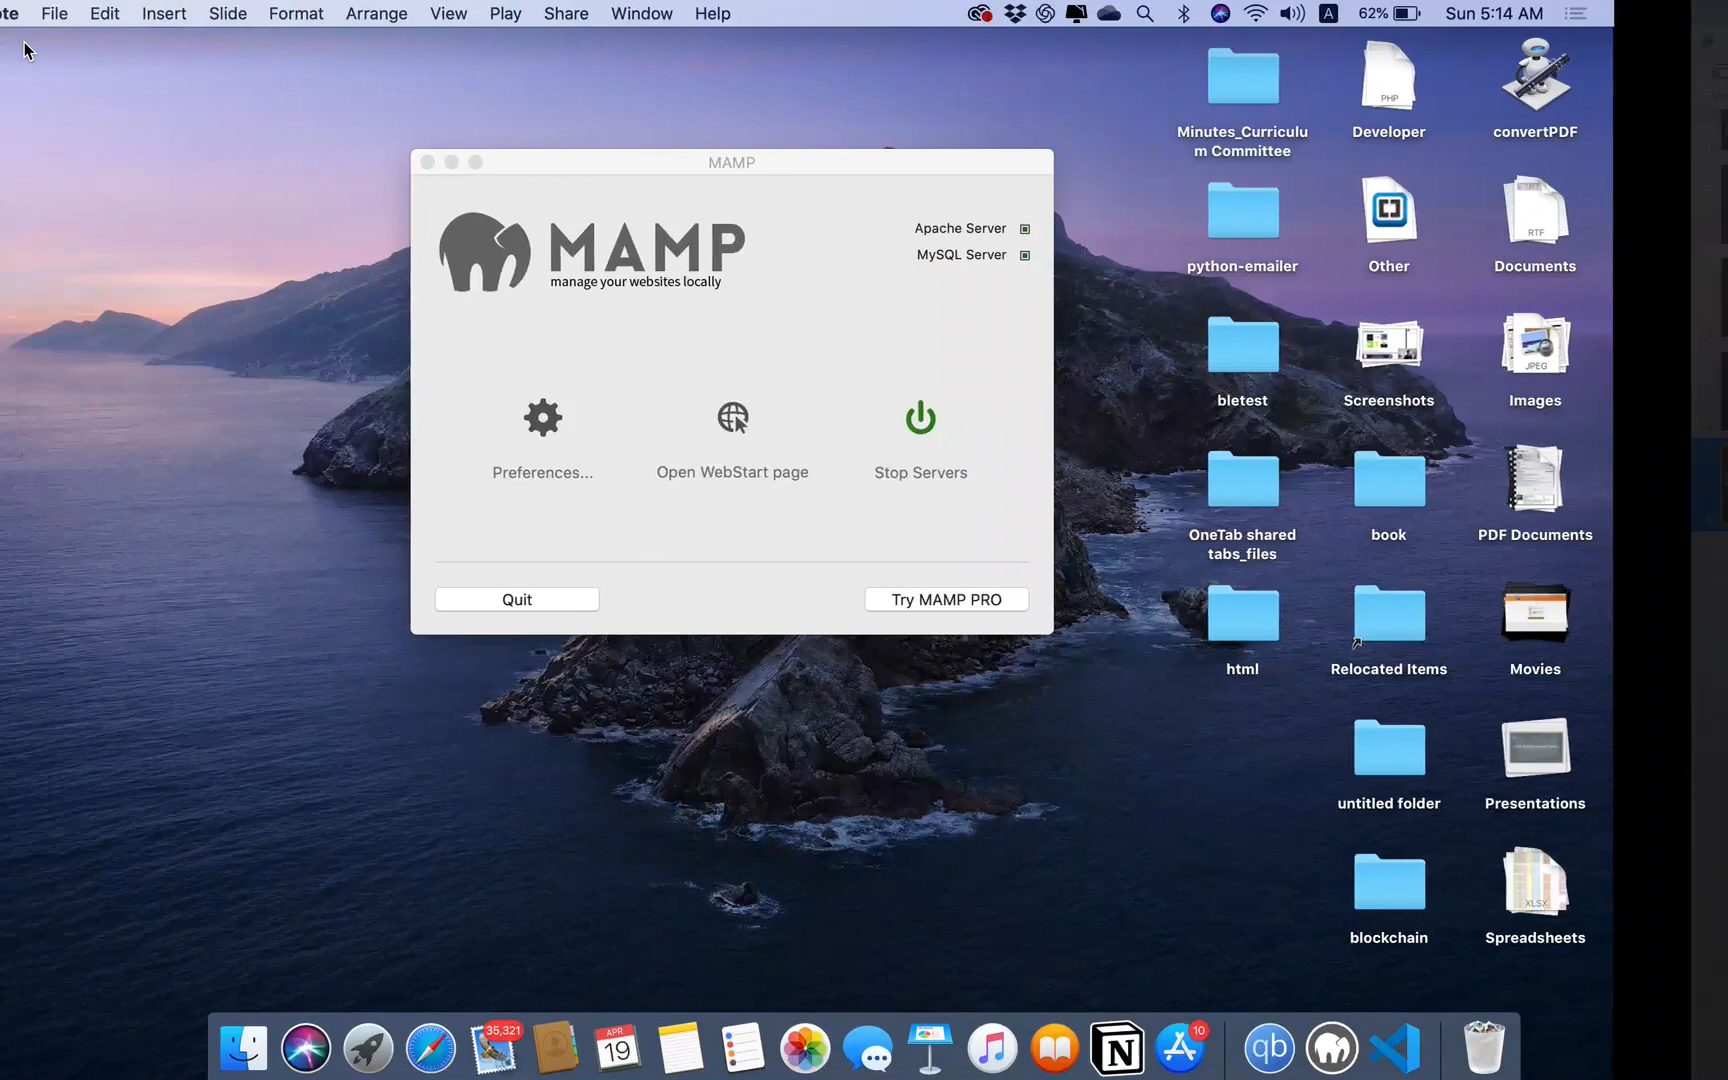 ote File Edit Insert Slide Format Arrange View Play Share Window Help A 62% Sun 5:14 AM
MAMP
MAMP
manage your websites locally
Apache Server
MySQL Server
Preferences...
Open WebStart page
Stop Servers
Quit
Try MAMP PRO
PHP
Minutes_Curriculu
m Committee
Developer
convertPDF
RTF
python-emailer
Other
Documents
JPEG
bletest
Screenshots
Images
OneTab shared
tabs_files
book
PDF Documents
html
Relocated Items
Movies
untitled folder
Presentations
XLSX
blockchain
Spreadsheets
35,321
APR
19
N
10
qb